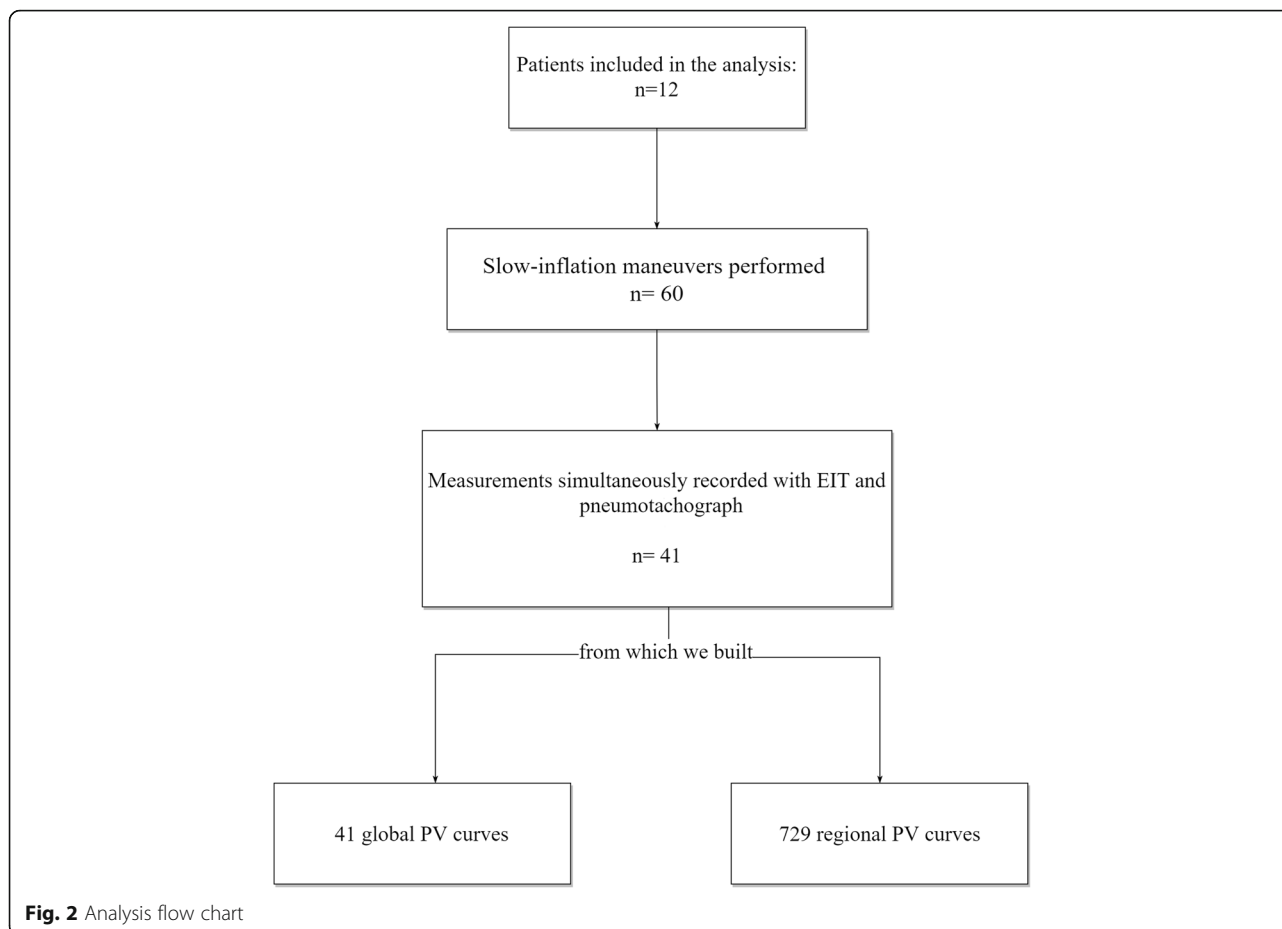 Patients included in the analysis:
n=12
Slow-inflation maneuvers performed
n= 60
Measurements simultaneously recorded with EIT and
pneumotachograph
n= 41
from which we built
41 global PV curves
729 regional PV curves
Fig. 2 Analysis flow chart